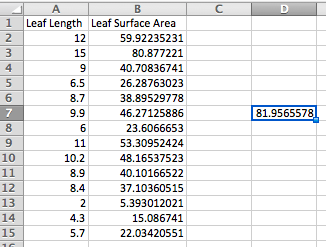 A B C D
1 Leaf Length Leaf Surface Area
2 12 59.92235231
3 15 80.877221
4 9 40.70836741
5 6.5 26.28763023
6 8.7 38.89529778
7 9.9 46.27125886 81.9565578
8 6 23.6066653
9 11 53.30952424
10 10.2 48.16537523
11 8.9 40.10166522
12 8.4 37.10360515
13 2 5.393012021
14 4.3 15.086741
15 5.7 22.03420551